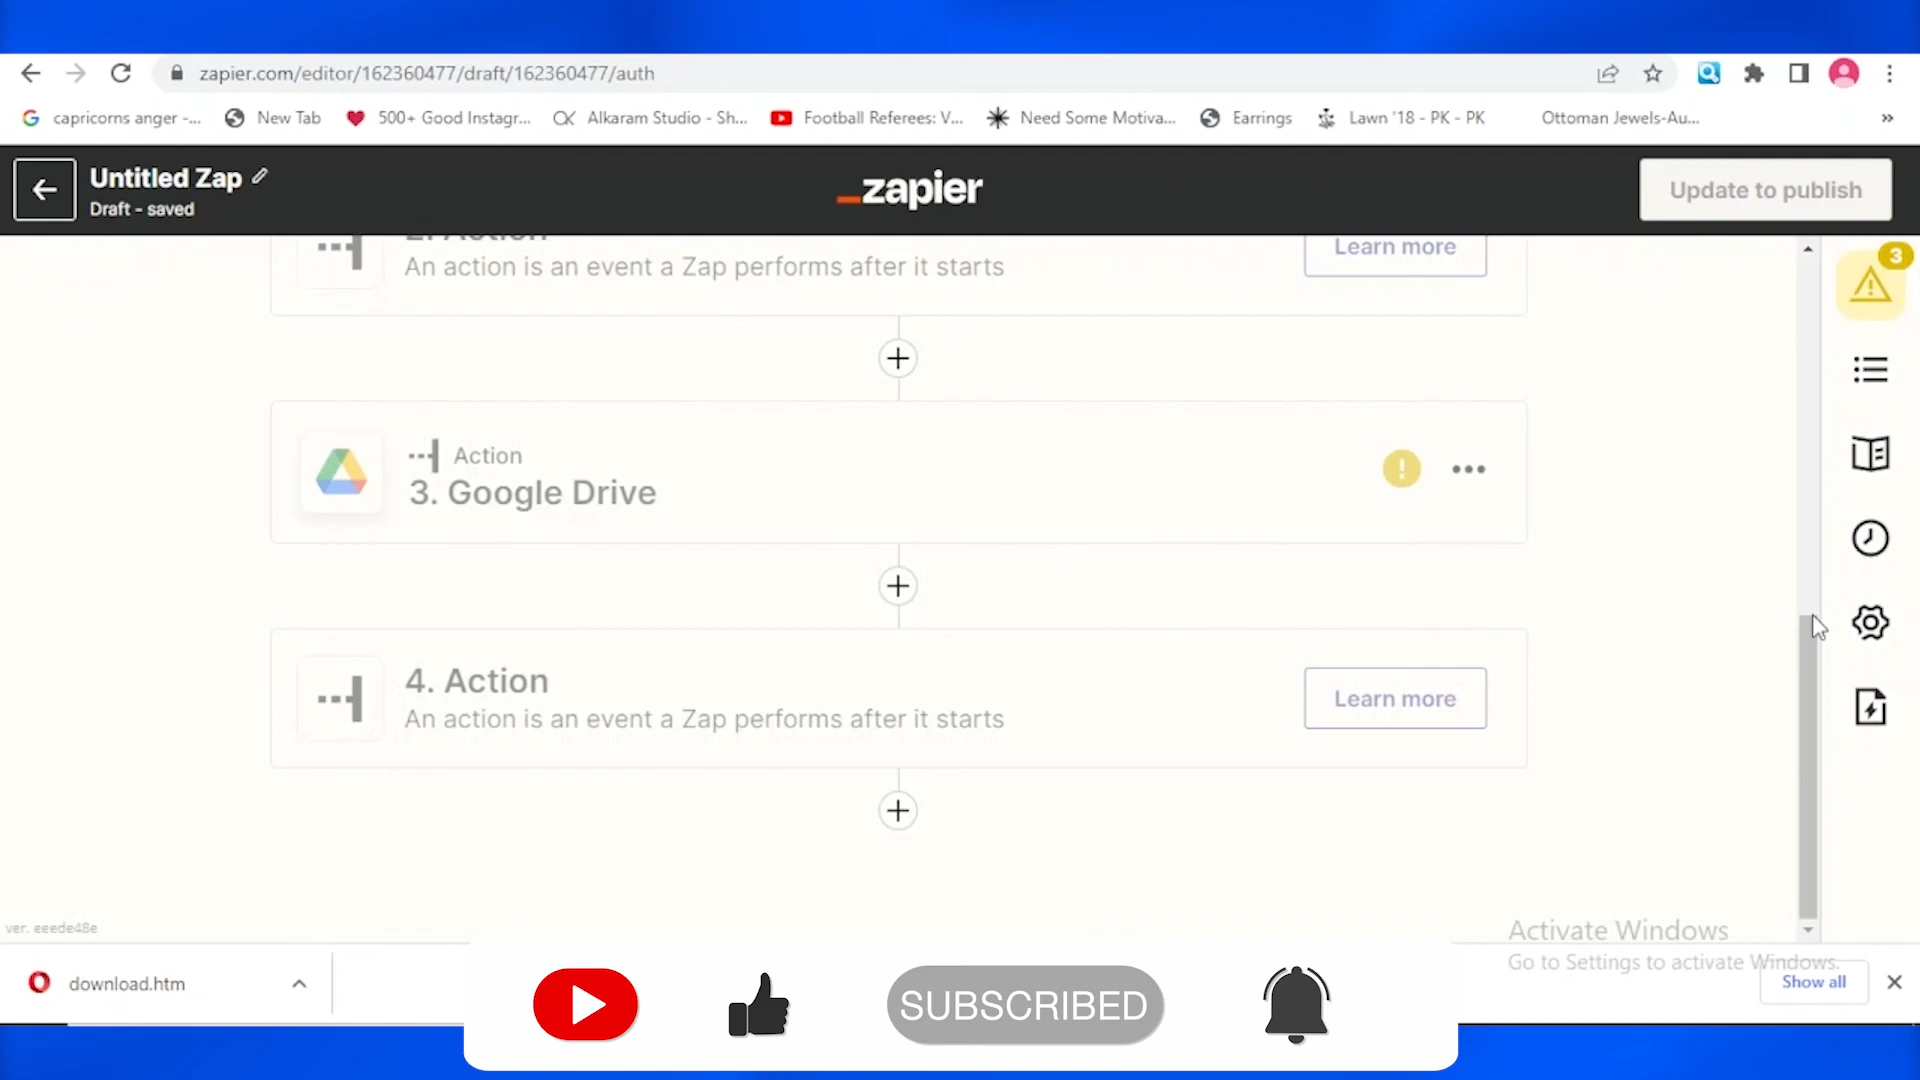 zapier.com/editor/162360477/draft/162360477/auth
capricorns anger -... New Tab 500+ Good Instagr... Alkaram Studio - Sh... Football Referees: V... Need Some Motiva... Earrings Lawn '18 - PK - PK Ottoman Jewels-Au... »
Untitled Zap
Draft - saved
_zapier
Update to publish
3
2. Action
An action is an event a Zap performs after it starts
Learn more
Action
3. Google Drive
4. Action
An action is an event a Zap performs after it starts
Learn more
ver. eeede48e
Activate Windows
Go to Settings to activate Windows.
download.htm
Show all
SUBSCRIBED